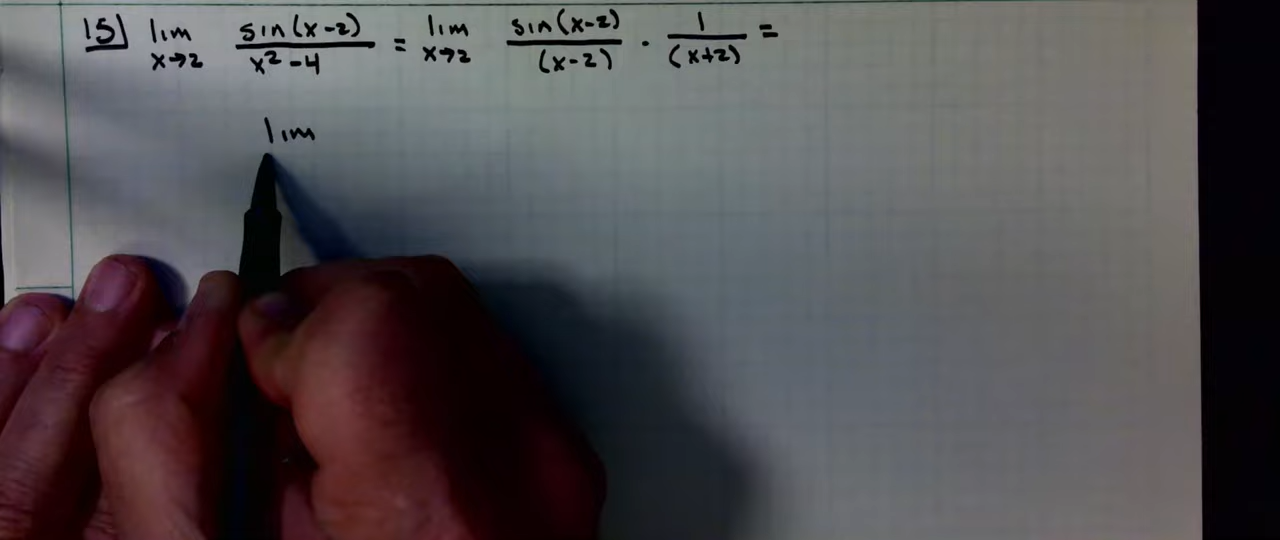 15) lim x→2 sin(x-2)/(x²-4) = lim x→2 sin(x-2)/(x-2) · 1/(x+2) =
lim